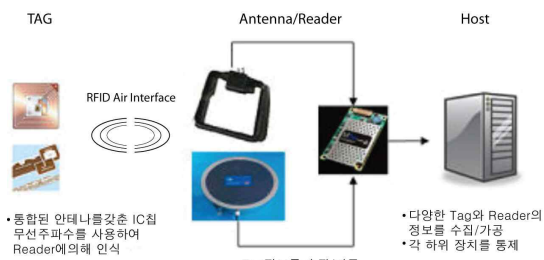 TAG
Antenna/Reader
Host
RFID Air Interface
• 통합된 안테나를갖춘 IC칩
무선주파수를 사용하여
Reader에의해 인식
• 다양한 Tag와 Reader의
정보를 수집/가공
• 각 하위 장치를 통제